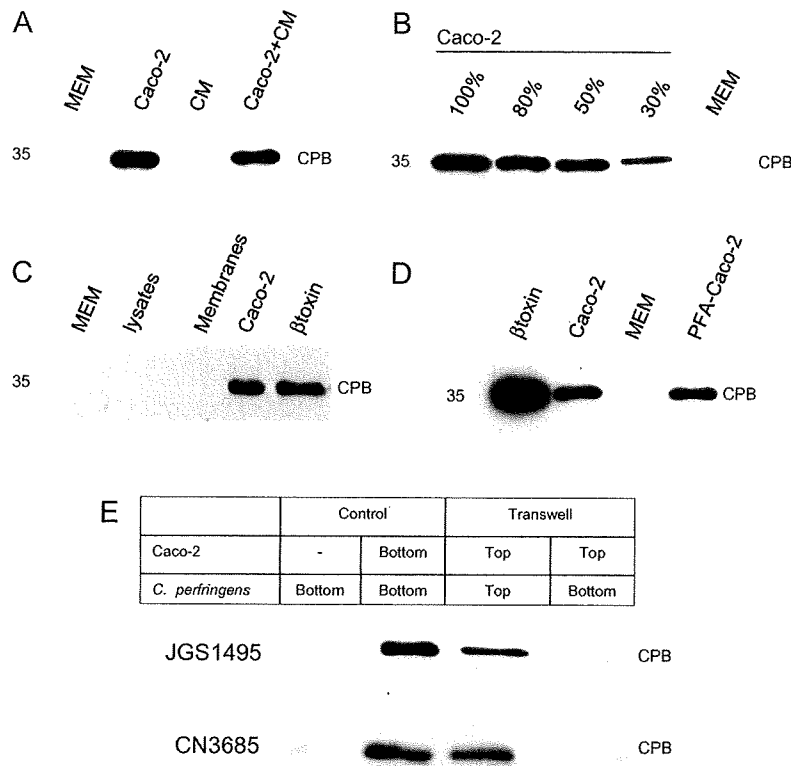 A
MEM Caco-2 CM Caco-2+CM
35 CPB
B
Caco-2
100% 80% 50% 30% MEM
35 CPB
C
MEM lysates Membranes Caco-2 βtoxin
35 CPB
D
βtoxin Caco-2 MEM PFA-Caco-2
35 CPB
E
Control Transwell
Caco-2 - Bottom Top Top
C. perfringens Bottom Bottom Top Bottom
JGS1495 CPB
CN3685 CPB